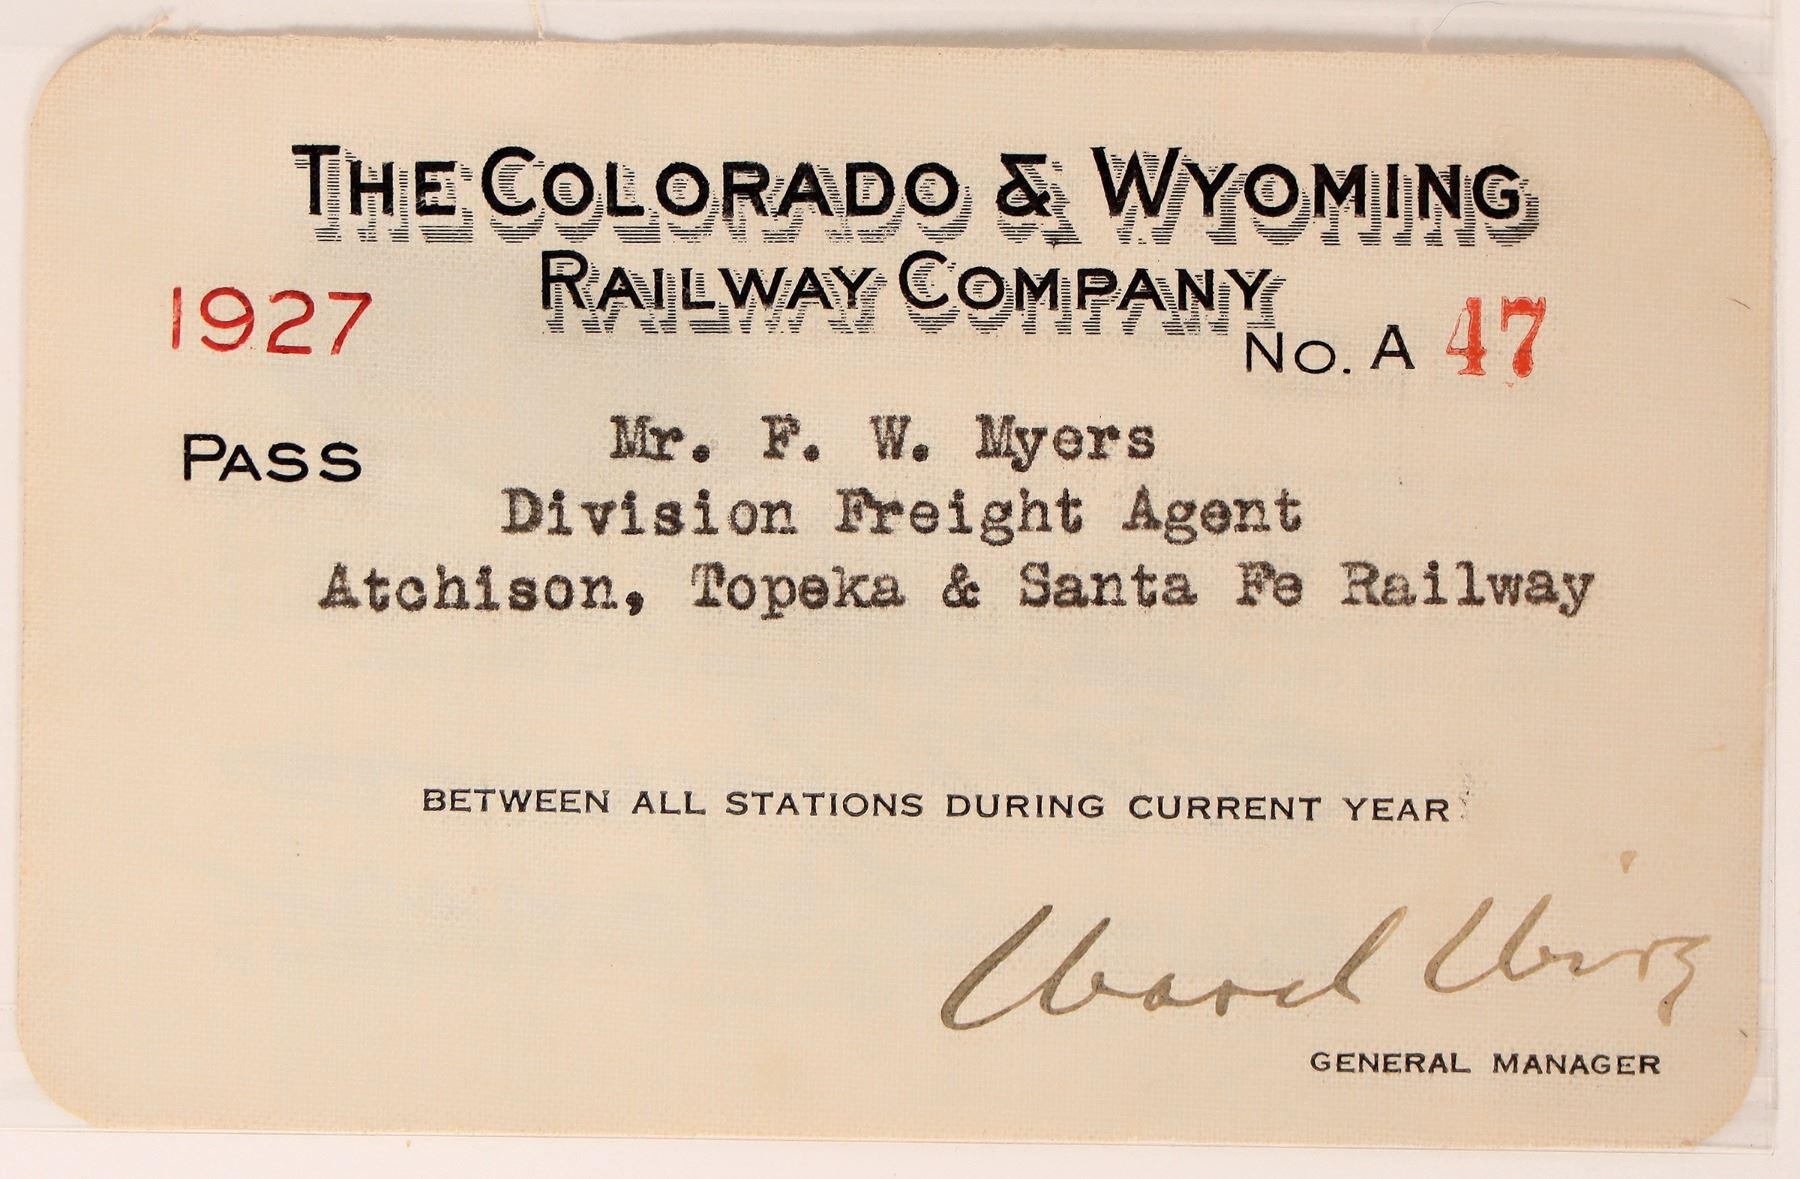 THE COLORADO & WYOMING
RAILWAY COMPANY
1927
No. A 47
PASS
Mr. F. W. Myers
Division Freight Agent
Atchison, Topeka & Santa Fe Railway
BETWEEN ALL STATIONS DURING CURRENT YEAR
Ward
GENERAL MANAGER